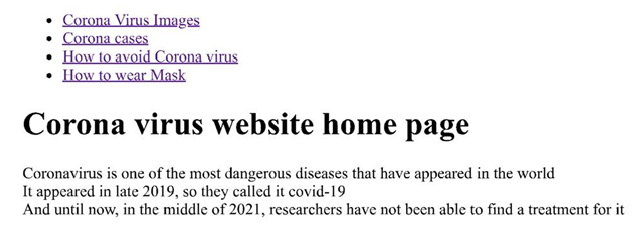 Corona Virus Images
Corona cases
How to avoid Corona virus
How to wear Mask
Corona virus website home page
Coronavirus is one of the most dangerous diseases that have appeared in the world
It appeared in late 2019, so they called it covid-19
And until now, in the middle of 2021, researchers have not been able to find a treatment for it